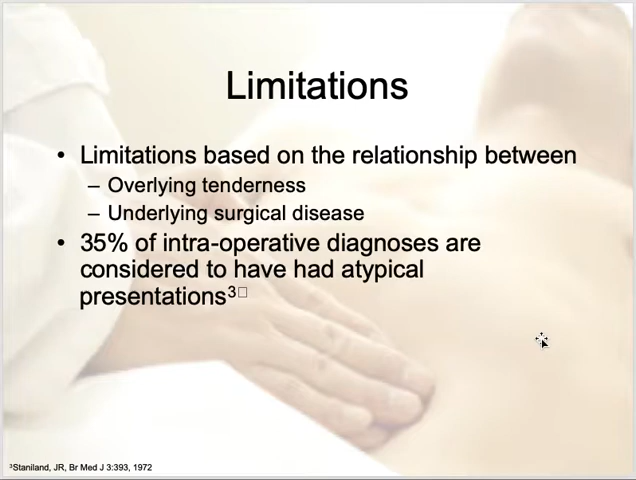 Limitations
• Limitations based on the relationship between
– Overlying tenderness
– Underlying surgical disease
• 35% of intra-operative diagnoses are
considered to have had atypical
presentations³□
³Staniland, JR, Br Med J 3:393, 1972